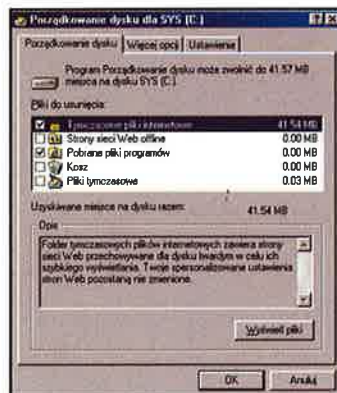 Porządkowanie dysku dla SYS (C:)
Porządkowanie dysku Więcej opcji Ustawienia
Program Porządkowanie dysku może zwolnić do 41.57 MB
miejsca na dysku SYS (C:).
Pliki do usunięcia:
Tymczasowe pliki internetowe 41.54 MB
Strony sieci Web offline 0.00 MB
Pobrane pliki programów 0.00 MB
Kosz 0.00 MB
Pliki tymczasowe 0.03 MB
Uzyskiwane miejsce na dysku razem: 41.54 MB
Opis
Folder tymczasowych plików internetowych zawiera strony
sieci Web przechowywane dla dysku twardym w celu ich
szybkiego wyświetlania. Twoje spersonalizowane ustawienia
stron Web pozostaną nie zmienione.
Wyświetl pliki
OK Anuluj